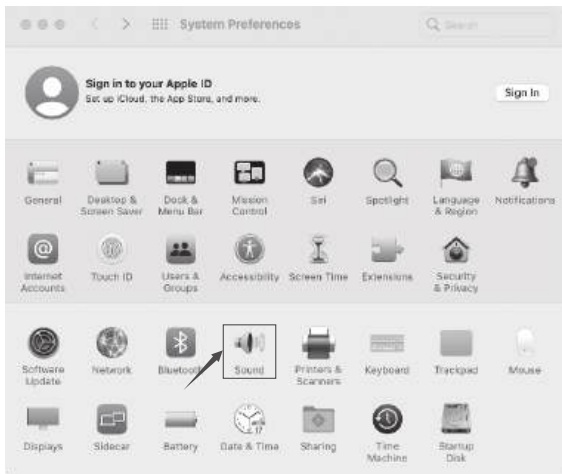 System Preferences
Search
Sign in to your Apple ID
Set up iCloud, the App Store, and more.
Sign In
General
Desktop &
Screen Saver
Dock &
Menu Bar
Mission
Control
Siri
Spotlight
Language
& Region
Notifications
Internet
Accounts
Touch ID
Users &
Groups
Accessibility
Screen Time
Extensions
Security
& Privacy
Software
Update
Network
Bluetooth
Sound
Printers &
Scanners
Keyboard
Trackpad
Mouse
Displays
Sidecar
Battery
17
Date & Time
Sharing
Time
Machine
Startup
Disk